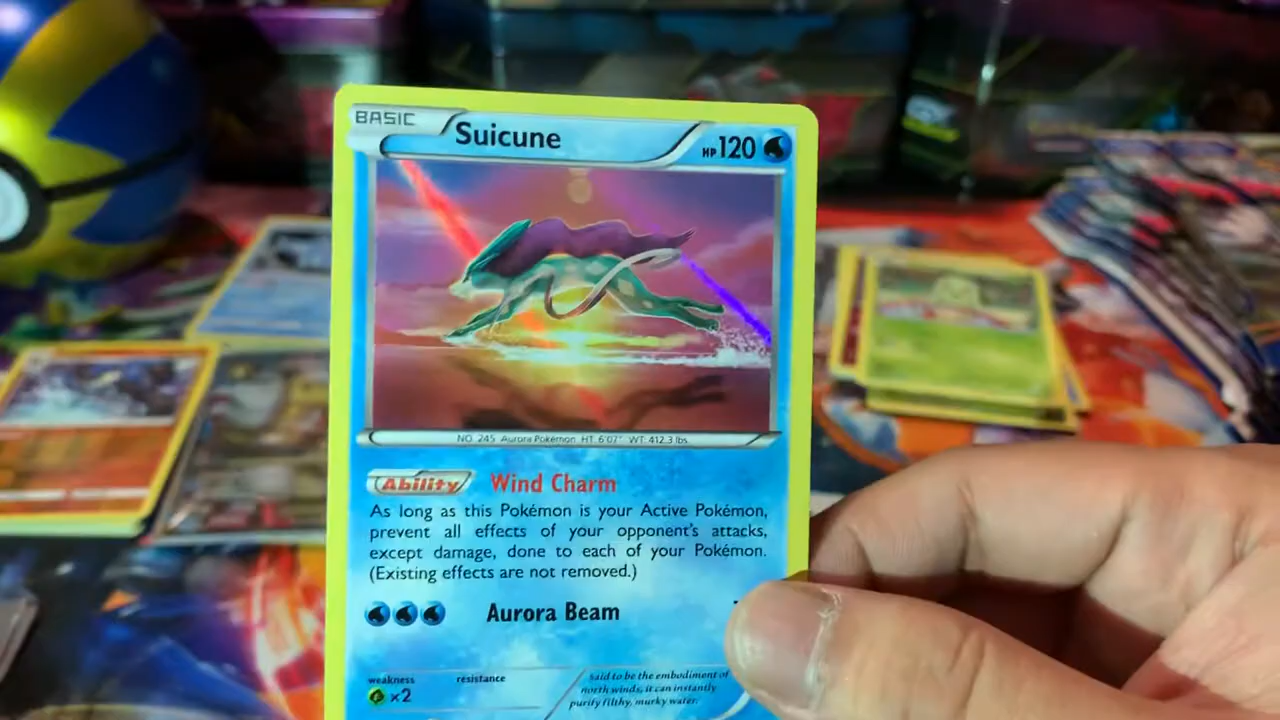 BASIC
Suicune
HP 120
NO. 245 Aurora Pokémon HT: 6'07" WT: 412.3 lbs
Ability Wind Charm
As long as this Pokémon is your Active Pokémon,
prevent all effects of your opponent's attacks,
except damage, done to each of your Pokémon.
(Existing effects are not removed.)
Aurora Beam
weakness
×2
resistance
Said to be the embodiment of
north winds, it can instantly
purify filthy, murky water.